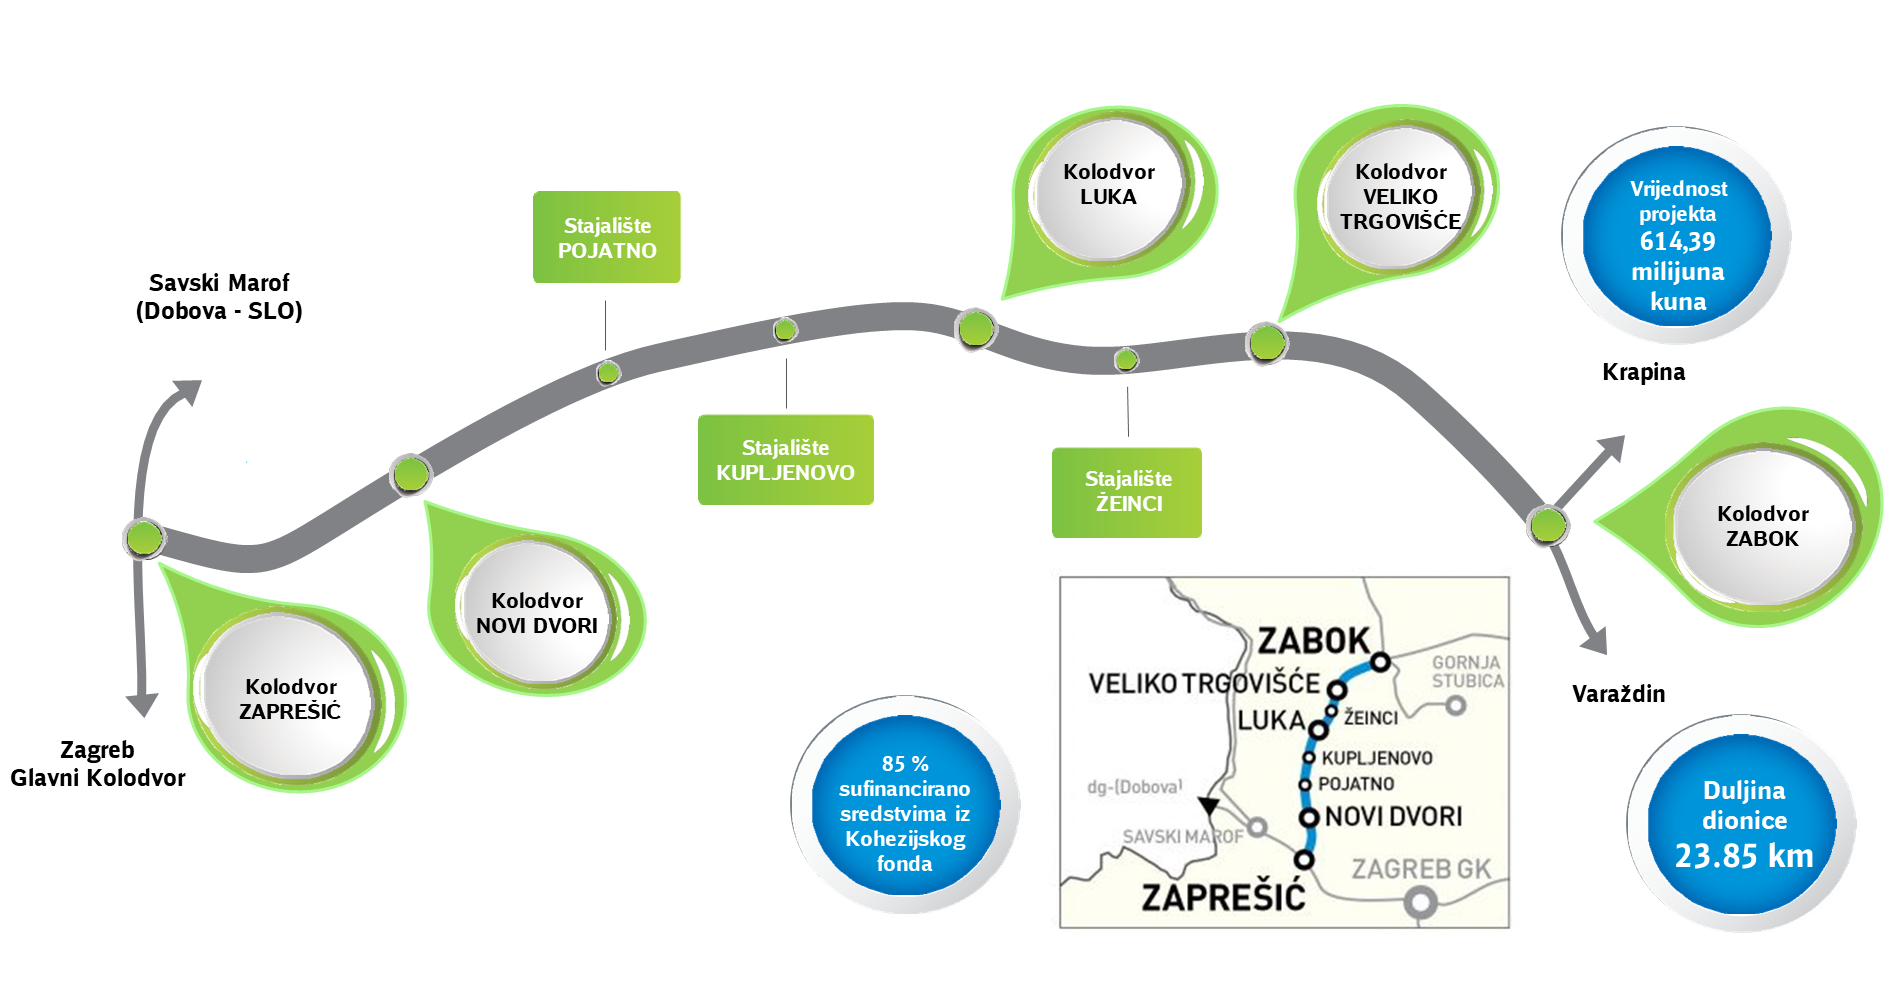 Kolodvor
LUKA
Kolodvor
VELIKO
TRGOVIŠĆE
Vrijednost
projekta
614,39
milijuna
kuna
Stajalište
POJATNO
Savski Marof
(Dobova - SLO)
Krapina
Stajalište
KUPLJENOVO
Stajalište
ŽEINCI
Kolodvor
ZABOK
Kolodvor
NOVI DVORI
Kolodvor
ZAPREŠIĆ
Zagreb
Glavni Kolodvor
Varaždin
85 %
sufinancirano
sredstvima iz
Kohezijskog
fonda
ZABOK
GORNJA
STUBICA
VELIKO TRGOVIŠĆE
LUKA
ŽEINCI
KUPLJENOVO
POJATNO
dg-(Dobova)
NOVI DVORI
SAVSKI MAROF
ZAGREB GK
ZAPREŠIĆ
Duljina
dionice
23.85 km